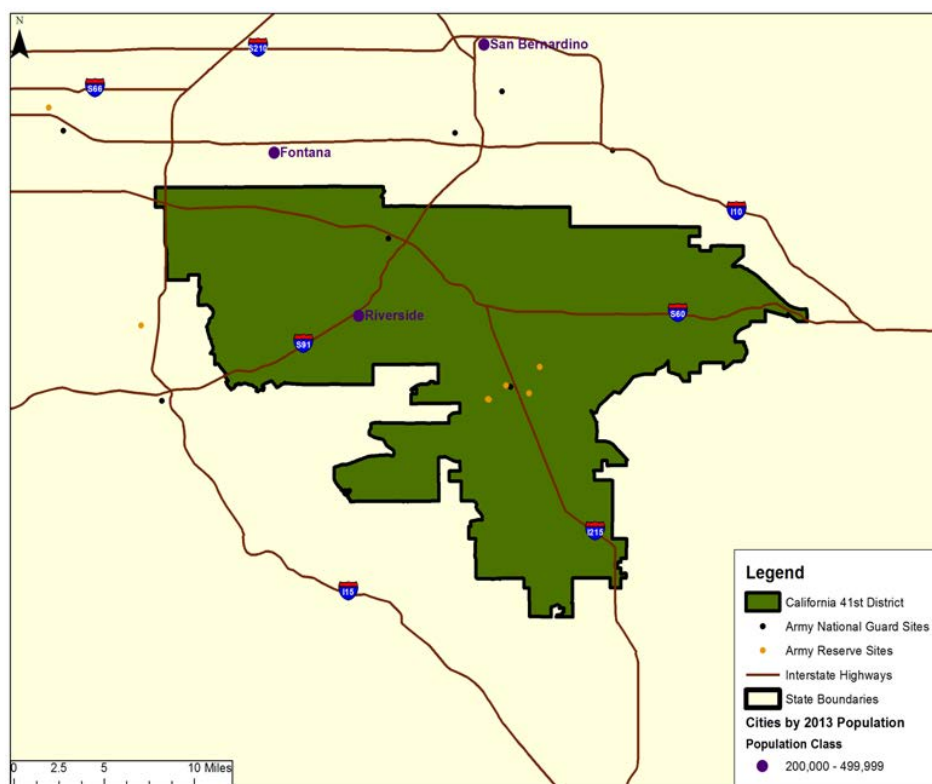 N
San Bernardino
S210
S66
Fontana
I10
Riverside
S60
S91
I215
I15
Legend
California 41st District
Army National Guard Sites
Army Reserve Sites
Interstate Highways
State Boundaries
Cities by 2013 Population
Population Class
200,000 - 499,999
0 2.5 5 10 Miles